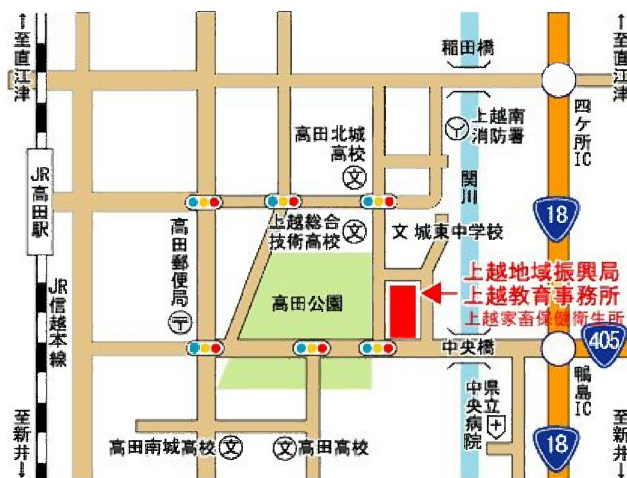 ↑至直江津
↑至直江津
稲田橋
四ケ所IC
上越南
消防署
高田北城
高校
文
JR高田駅
関川
18
上越総合
技術高校
文
文 城東中学校
高田郵便局
〒
上越地域振興局
上越教育事務所
上越家畜保健衛生所
高田公園
JR信越本線
中央橋
405
鴨島IC
県立
中央病院
至新井↓
高田南城高校 文
文 高田高校
18
至新井↓